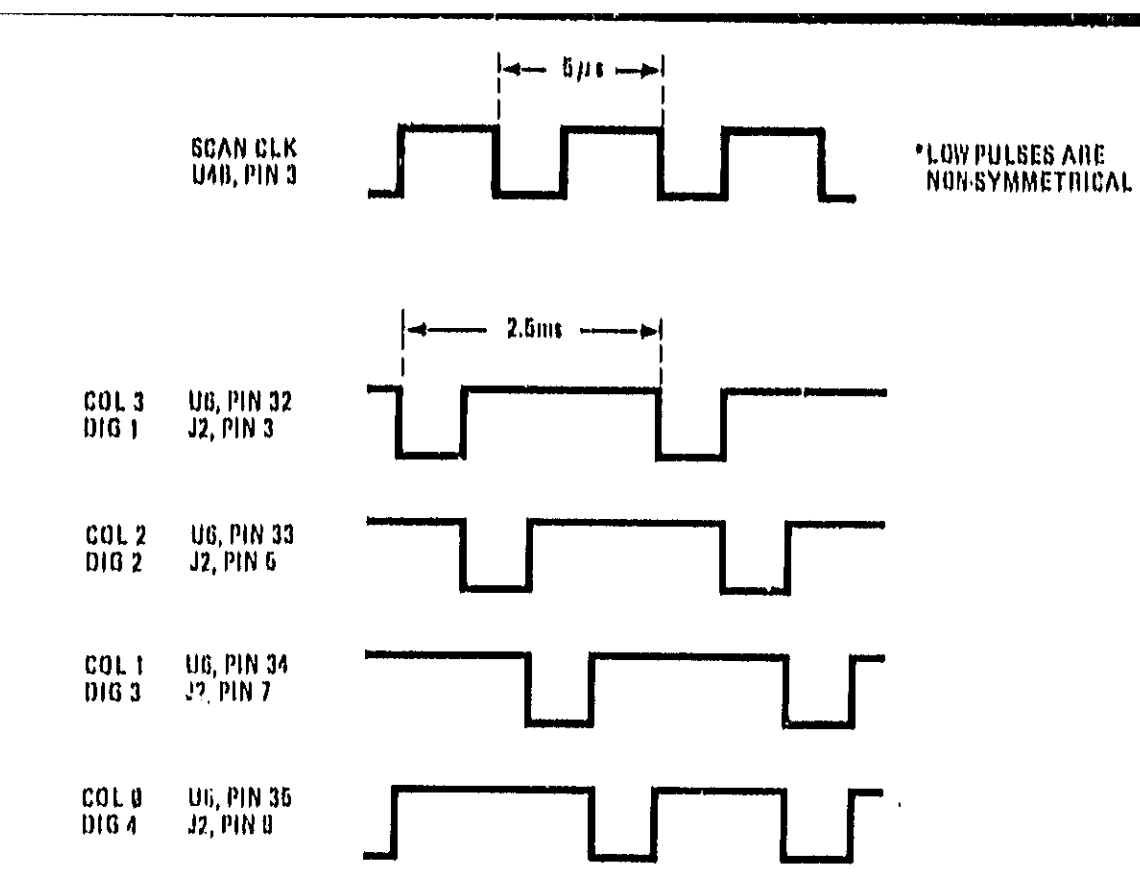 5µs
SCAN CLK
U4B, PIN 3
*LOW PULSES ARE
NON-SYMMETRICAL
2.5ms
COL 3 U6, PIN 32
DIG 1 J2, PIN 3
COL 2 U6, PIN 33
DIG 2 J2, PIN
COL 1 U6, PIN 34
DIG 3 J2, PIN 7
COL 0 U6, PIN 35
DIG 4 J2, PIN